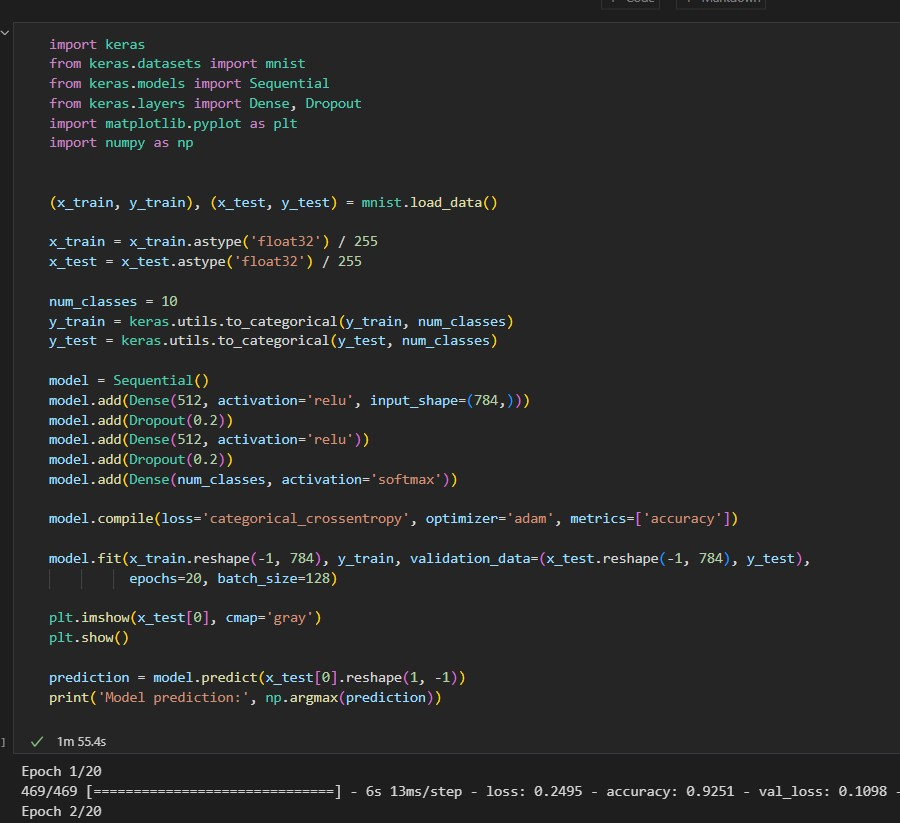 import keras
from keras.datasets import mnist
from keras.models import Sequential
from keras.layers import Dense, Dropout
import matplotlib.pyplot as plt
import numpy as np
(x_train, y_train), (x_test, y_test) = mnist.load_data()
x_train = x_train.astype('float32') / 255
x_test = x_test.astype('float32') / 255
num_classes = 10
y_train = keras.utils.to_categorical(y_train, num_classes)
y_test = keras.utils.to_categorical(y_test, num_classes)
model = Sequential()
model.add(Dense(512, activation='relu', input_shape=(784,)))
model.add(Dropout(0.2))
model.add(Dense(512, activation='relu'))
model.add(Dropout(0.2))
model.add(Dense(num_classes, activation='softmax'))
model.compile(loss='categorical_crossentropy', optimizer='adam', metrics=['accuracy'])
model.fit(x_train.reshape(-1, 784), y_train, validation_data=(x_test.reshape(-1, 784), y_test),
epochs=20, batch_size=128)
plt.imshow(x_test[0], cmap='gray')
plt.show()
prediction = model.predict(x_test[0].reshape(1, -1))
print('Model prediction:', np.argmax(prediction))
] 1m 55.4s
Epoch 1/20
469/469 [==============================] - 6s 13ms/step - loss: 0.2495 - accuracy: 0.9251 - val_loss: 0.1098 -
Epoch 2/20